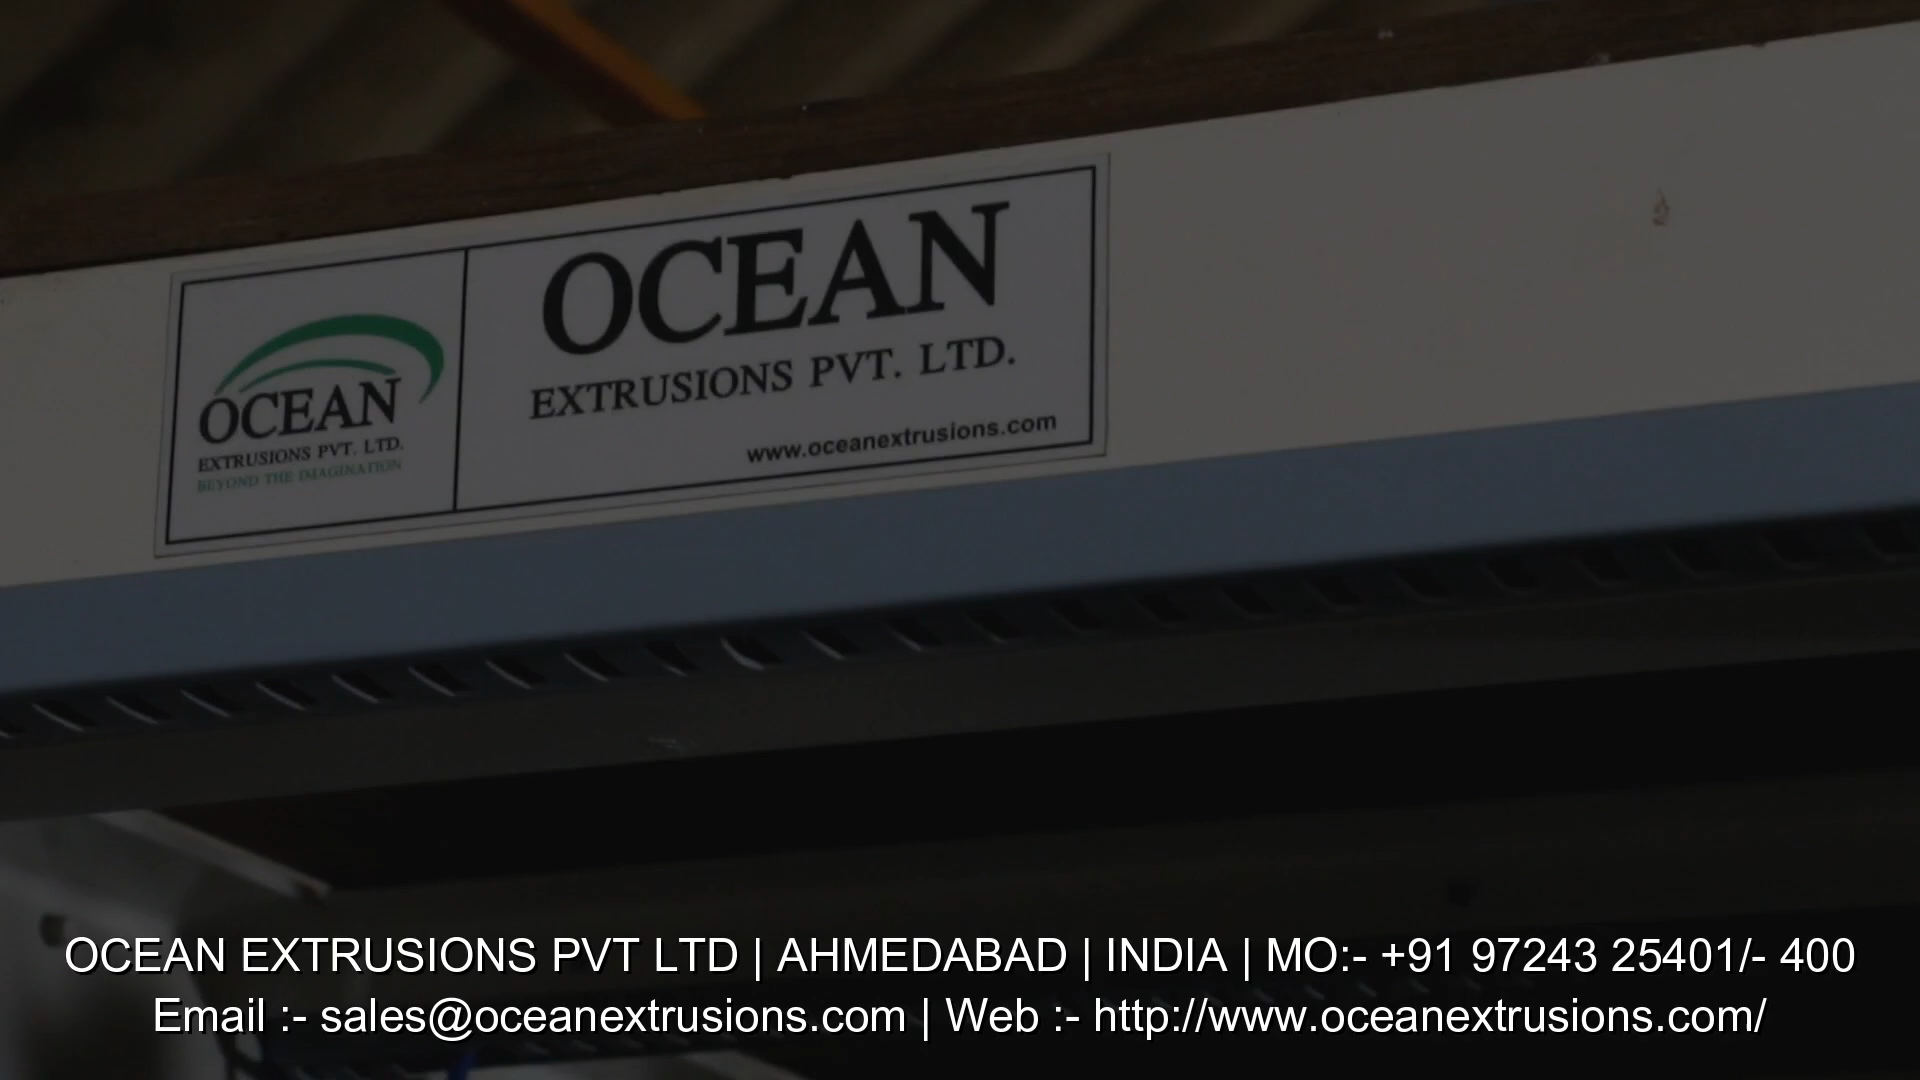 OCEAN
EXTRUSIONS PVT. LTD.
BEYOND THE IMAGINATION
OCEAN
EXTRUSIONS PVT. LTD.
www.oceanextrusions.com
OCEAN EXTRUSIONS PVT LTD | AHMEDABAD | INDIA | MO:- +91 97243 25401/- 400
Email :- sales@oceanextrusions.com | Web :- http://www.oceanextrusions.com/